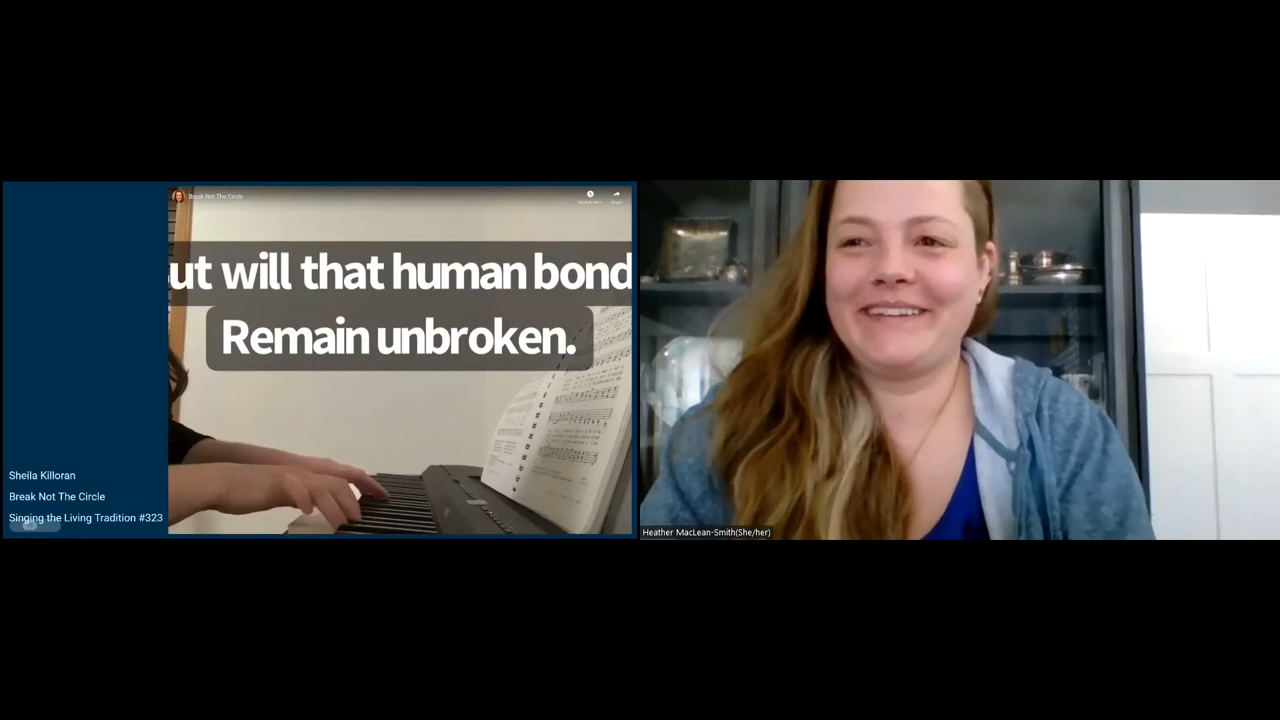 Break Not The Circle
Share
ut will that human bond
Remain unbroken.
Sheila Killoran
Break Not The Circle
Singing the Living Tradition #323
Heather MacLean-Smith(She/her)